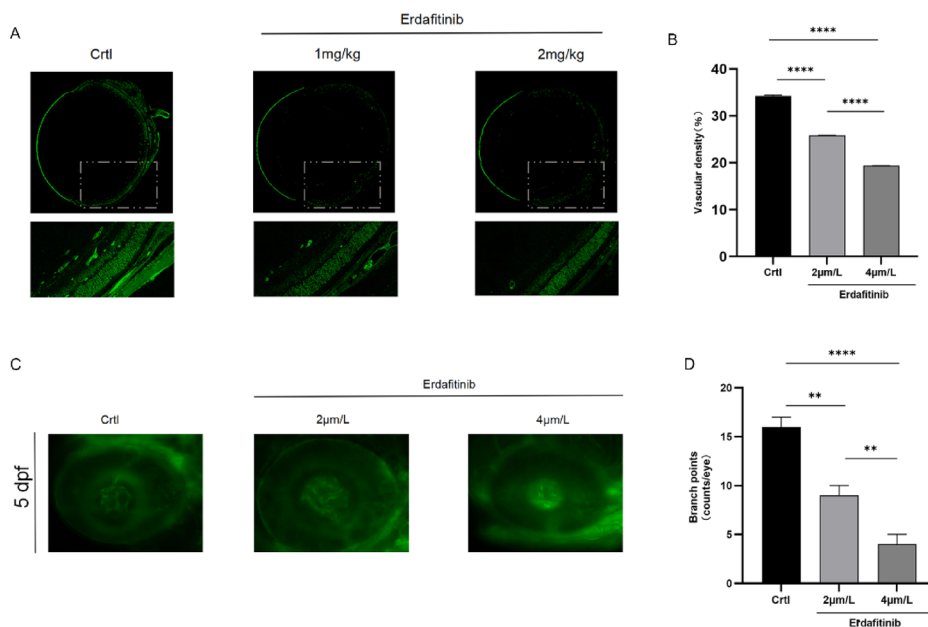 A
Erdafitinib
Crtl
1mg/kg
2mg/kg
B
****
****
****
40
30
20
10
0
Vascular density(%)
Crtl
2μm/L
4μm/L
Erdafitinib
C
Erdafitinib
Crtl
2μm/L
4μm/L
5 dpf
D
****
**
**
20
15
10
5
0
Branch points
(counts/eye)
Crtl
2μm/L
4μm/L
Erdafitinib